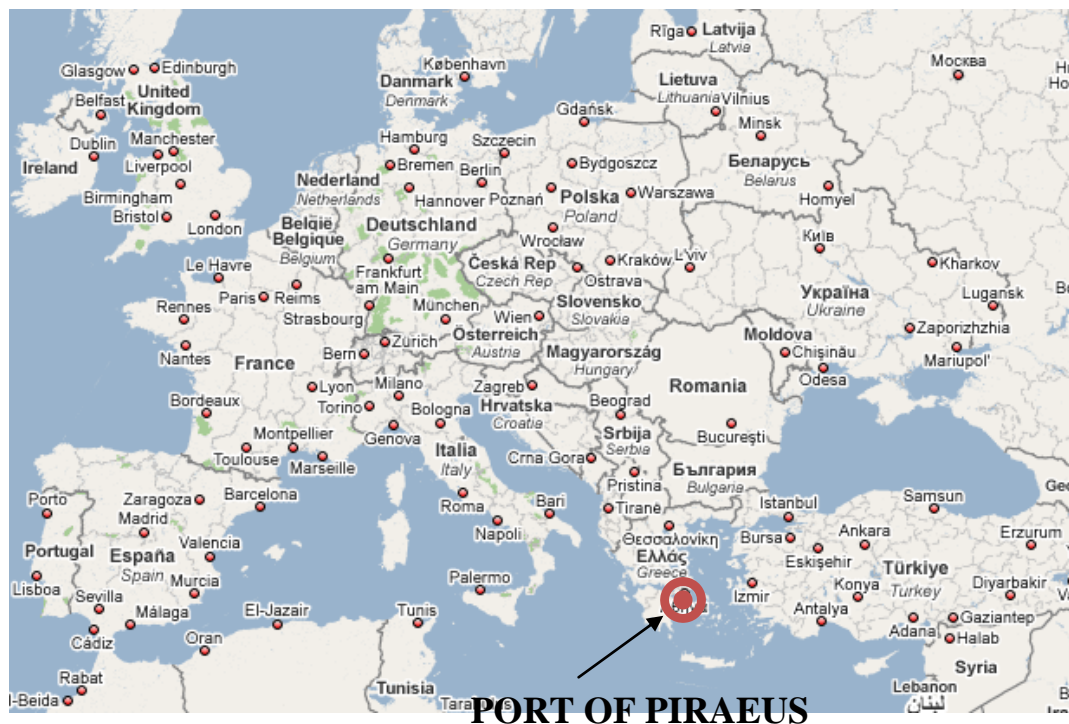 Rīga
Latvija
Latvia
Москва
Glasgow
Edinburgh
København
Danmark
Denmark
Lietuva
Lithuania
Vilnius
United
Kingdom
Belfast
Gdańsk
Minsk
Dublin
Manchester
Hamburg
Szczecin
Беларусь
Belarus
Ireland
Liverpool
Bremen
Berlin
Bydgoszcz
Nederland
Netherlands
Hannover
Poznań
Polska
Poland
Warszawa
Homyel
Birmingham
Bristol
London
België
Belgique
Belgium
Deutschland
Germany
Wrocław
Київ
Le Havre
Frankfurt
am Main
Česká Rep
Czech Rep
Kraków
Ostrava
L'viv
Kharkov
Paris
Reims
Rennes
Strasbourg
München
Wien
Slovensko
Slovakia
Україна
Ukraine
Lugansk
Zaporizhzhia
Mariupol'
Nantes
Bern
Zürich
Österreich
Austria
Magyarország
Hungary
Moldova
Chișinău
Odesa
France
Lyon
Milano
Torino
Zagreb
Hrvatska
Croatia
Beograd
Romania
București
Bordeaux
Bologna
Genova
Montpellier
Toulouse
Marseille
Italia
Italy
Crna Gora
Srbija
Serbia
Pristina
България
Bulgaria
Porto
Zaragoza
Barcelona
Madrid
Roma
Bari
Napoli
Tiranë
Istanbul
Samsun
Geo
Portugal
España
Spain
Valencia
Θεσσαλονίκη
Ελλάς
Greece
Bursa
Ankara
Eskişehir
Erzurum
Lisboa
Murcia
Palermo
Izmir
Konya
Türkiye
Turkey
Diyarbakir
Sevilla
Málaga
Cádiz
El-Jazair
Oran
Tunis
Antalya
Adana
Gaziantep
Halab
Rabat
l-Beida
Tunisia
Syria
Lebanon
لبنان
PORT OF PIRAEUS